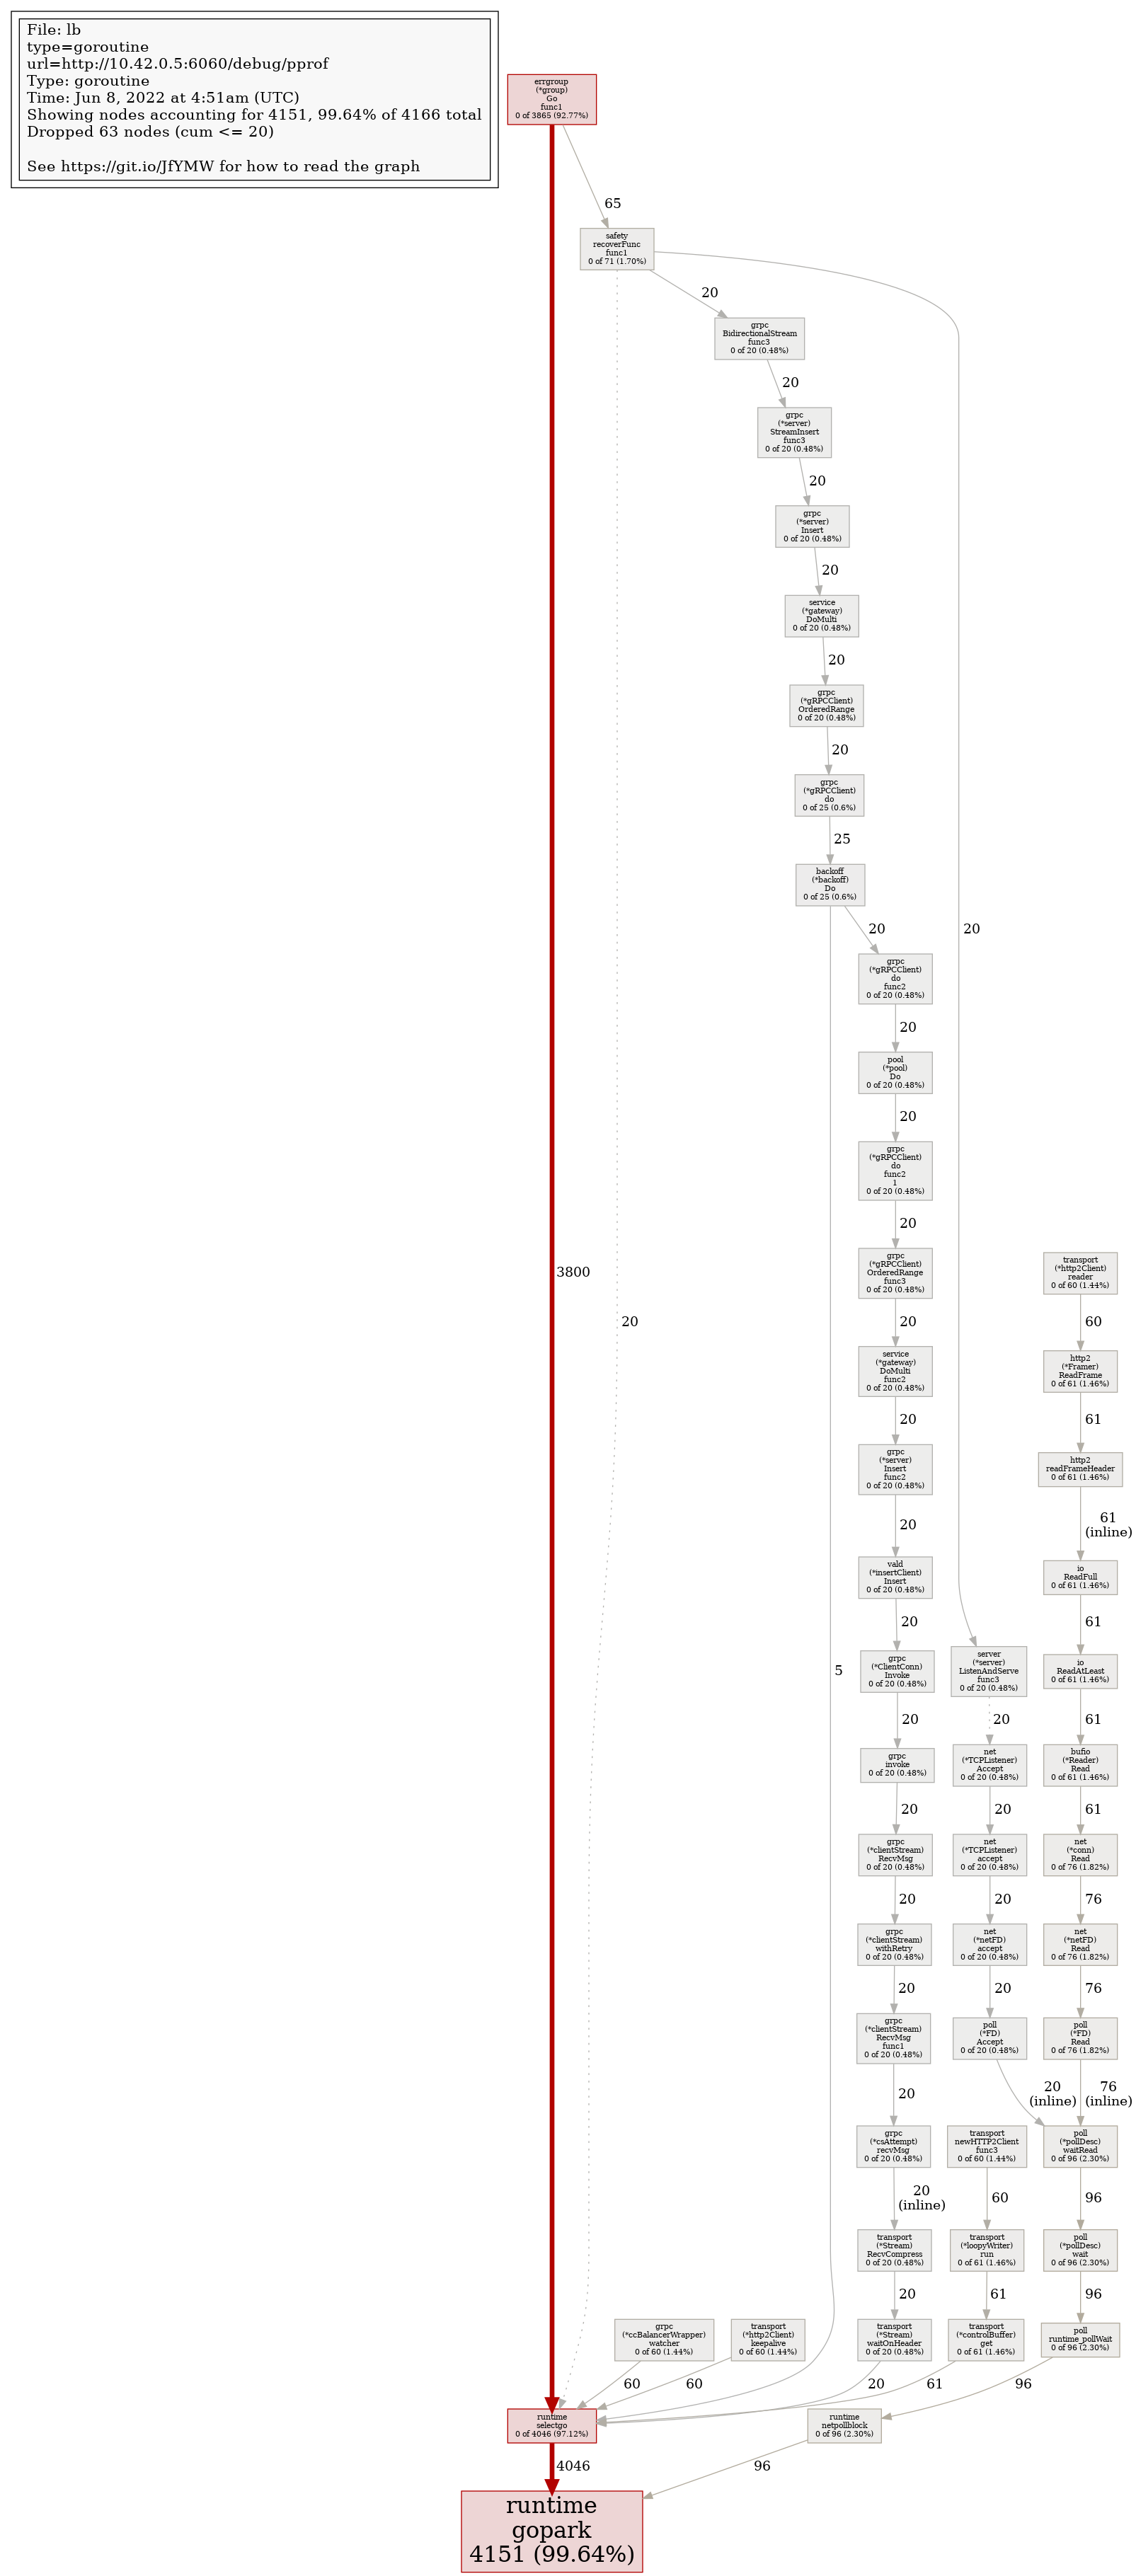 File: lb
type=goroutine
url=http://10.42.0.5:6060/debug/pprof
Type: goroutine
Time: Jun 8, 2022 at 4:51am (UTC)
Showing nodes accounting for 4151, 99.64% of 4166 total
Dropped 63 nodes (cum <= 20)
See https://git.io/JfYMW for how to read the graph
errgroup
(*group)
Go
func1
0 of 3865 (92.77%)
65
safety
recoverFunc
func1
0 of 71 (1.70%)
20
grpc
BidirectionalStream
func3
0 of 20 (0.48%)
20
grpc
(*server)
StreamInsert
func3
0 of 20 (0.48%)
20
grpc
(*server)
Insert
0 of 20 (0.48%)
20
service
(*gateway)
DoMulti
0 of 20 (0.48%)
20
grpc
(*gRPCClient)
OrderedRange
0 of 20 (0.48%)
20
grpc
(*gRPCClient)
do
0 of 25 (0.6%)
25
backoff
(*backoff)
Do
0 of 25 (0.6%)
20
20
grpc
(*gRPCClient)
do
func2
0 of 20 (0.48%)
20
pool
(*pool)
Do
0 of 20 (0.48%)
20
grpc
(*gRPCClient)
do
func2
1
0 of 20 (0.48%)
20
grpc
(*gRPCClient)
OrderedRange
func3
0 of 20 (0.48%)
3800
20
20
service
(*gateway)
DoMulti
func2
0 of 20 (0.48%)
20
grpc
(*server)
Insert
func2
0 of 20 (0.48%)
20
vald
(*insertClient)
Insert
0 of 20 (0.48%)
20
grpc
(*ClientConn)
Invoke
0 of 20 (0.48%)
5
20
grpc
invoke
0 of 20 (0.48%)
20
grpc
(*clientStream)
RecvMsg
0 of 20 (0.48%)
20
grpc
(*clientStream)
withRetry
0 of 20 (0.48%)
20
grpc
(*clientStream)
RecvMsg
func1
0 of 20 (0.48%)
20
grpc
(*csAttempt)
recvMsg
0 of 20 (0.48%)
20
(inline)
transport
(*Stream)
RecvCompress
0 of 20 (0.48%)
20
transport
(*Stream)
waitOnHeader
0 of 20 (0.48%)
server
(*server)
ListenAndServe
func3
0 of 20 (0.48%)
20
net
(*TCPListener)
Accept
0 of 20 (0.48%)
20
net
(*TCPListener)
accept
0 of 20 (0.48%)
20
net
(*netFD)
accept
0 of 20 (0.48%)
20
poll
(*FD)
Accept
0 of 20 (0.48%)
20
(inline)
transport
newHTTP2Client
func3
0 of 60 (1.44%)
60
transport
(*loopyWriter)
run
0 of 61 (1.46%)
61
transport
(*controlBuffer)
get
0 of 61 (1.46%)
transport
(*http2Client)
reader
0 of 60 (1.44%)
60
http2
(*Framer)
ReadFrame
0 of 61 (1.46%)
61
http2
readFrameHeader
0 of 61 (1.46%)
61
(inline)
io
ReadFull
0 of 61 (1.46%)
61
io
ReadAtLeast
0 of 61 (1.46%)
61
bufio
(*Reader)
Read
0 of 61 (1.46%)
61
net
(*conn)
Read
0 of 76 (1.82%)
76
net
(*netFD)
Read
0 of 76 (1.82%)
76
poll
(*FD)
Read
0 of 76 (1.82%)
76
(inline)
poll
(*pollDesc)
waitRead
0 of 96 (2.30%)
96
poll
(*pollDesc)
wait
0 of 96 (2.30%)
96
poll
runtime_pollWait
0 of 96 (2.30%)
grpc
(*ccBalancerWrapper)
watcher
0 of 60 (1.44%)
transport
(*http2Client)
keepalive
0 of 60 (1.44%)
60
60
20
61
96
runtime
selectgo
0 of 4046 (97.12%)
runtime
netpollblock
0 of 96 (2.30%)
4046
96
runtime
gopark
4151 (99.64%)